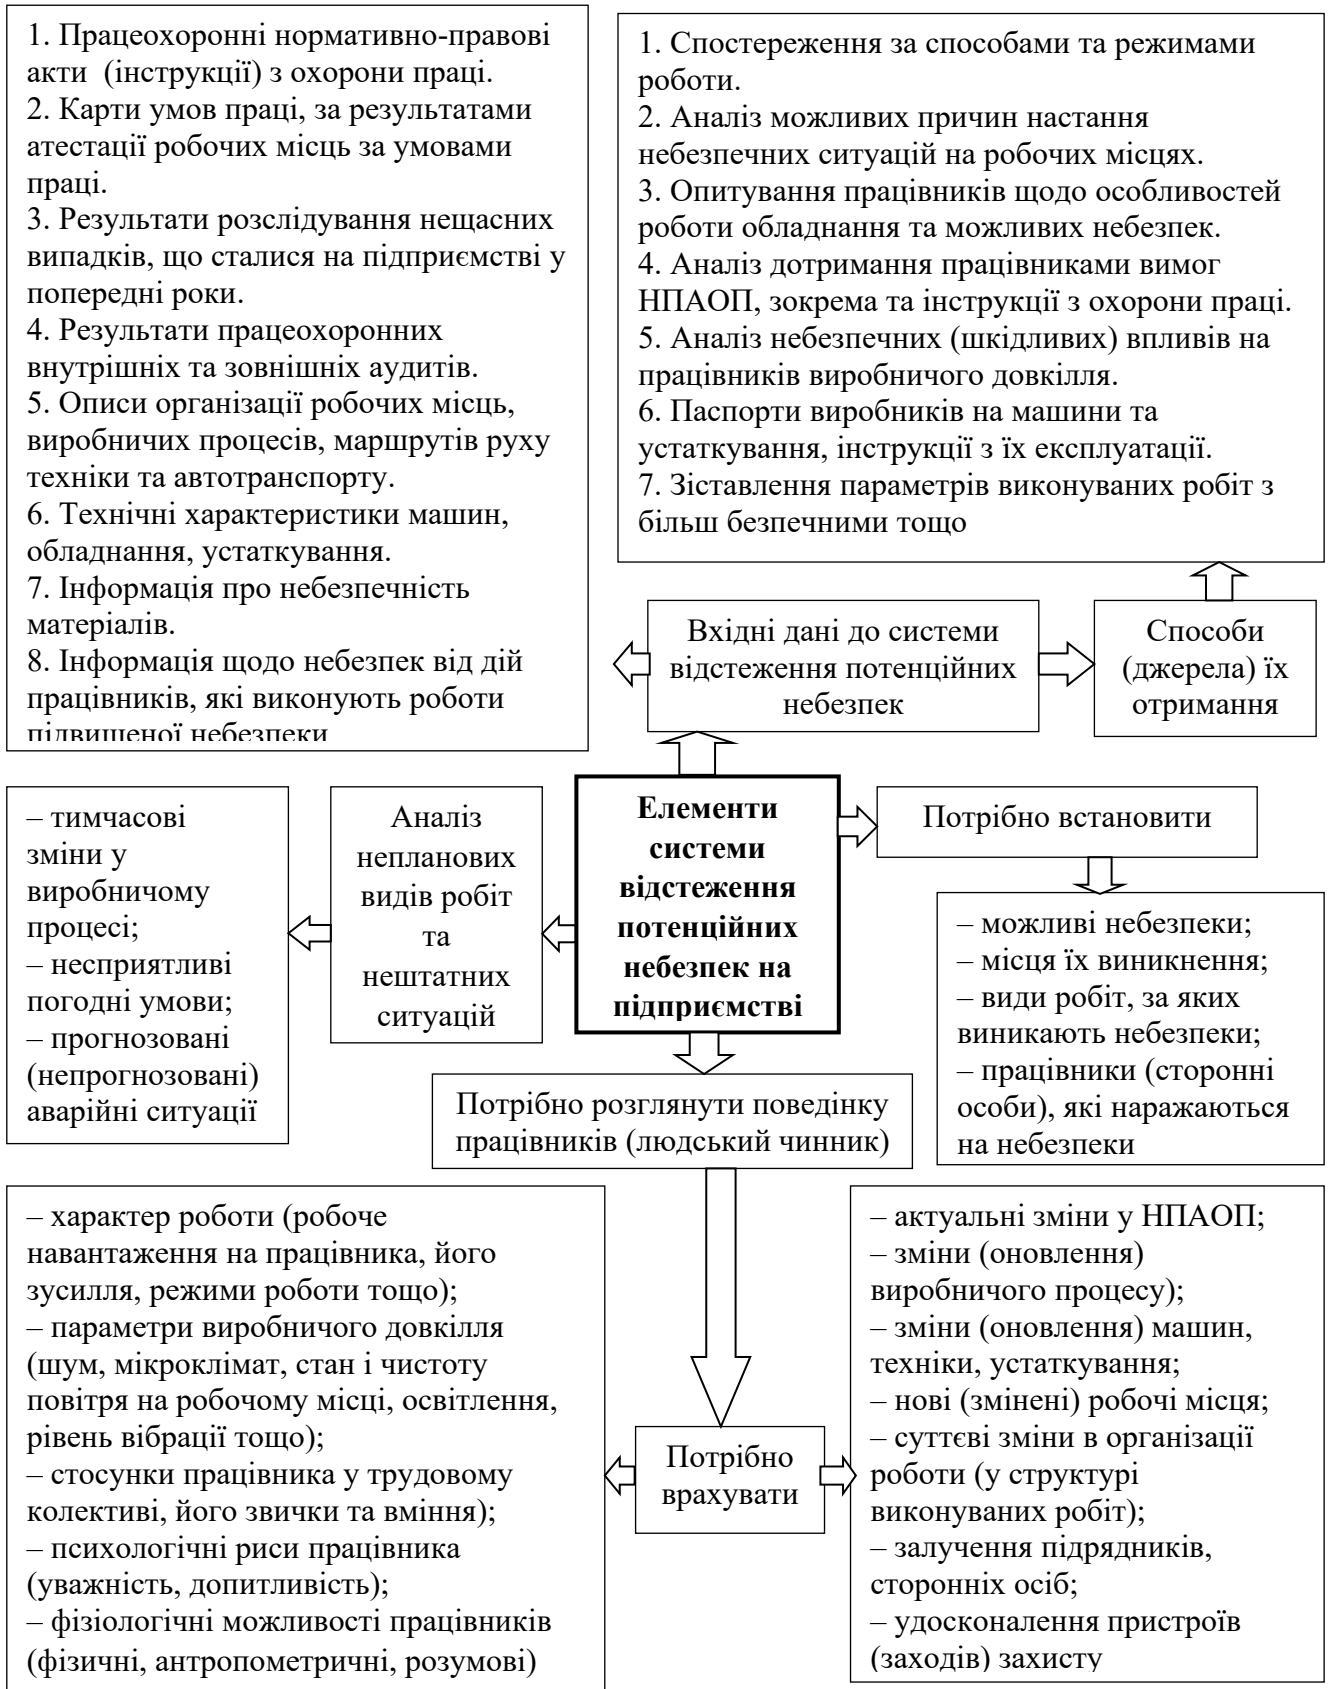 1. Працеохоронні нормативно-правові
акти (інструкції) з охорони праці.
2. Карти умов праці, за результатами
атестації робочих місць за умовами
праці.
3. Результати розслідування нещасних
випадків, що сталися на підприємстві у
попередні роки.
4. Результати працеохоронних
внутрішніх та зовнішніх аудитів.
5. Описи організації робочих місць,
виробничих процесів, маршрутів руху
техніки та автотранспорту.
6. Технічні характеристики машин,
обладнання, устаткування.
7. Інформація про небезпечність
матеріалів.
8. Інформація щодо небезпек від дій
працівників, які виконують роботи
підвищеної небезпеки
1. Спостереження за способами та режимами
роботи.
2. Аналіз можливих причин настання
небезпечних ситуацій на робочих місцях.
3. Опитування працівників щодо особливостей
роботи обладнання та можливих небезпек.
4. Аналіз дотримання працівниками вимог
НПАОП, зокрема та інструкції з охорони праці.
5. Аналіз небезпечних (шкідливих) впливів на
працівників виробничого довкілля.
6. Паспорти виробників на машини та
устаткування, інструкції з їх експлуатації.
7. Зіставлення параметрів виконуваних робіт з
більш безпечними тощо
Вхідні дані до системи
відстеження потенційних
небезпек
Способи
(джерела) їх
отримання
– тимчасові
зміни у
виробничому
процесі;
– несприятливі
погодні умови;
– прогнозовані
(непрогнозовані)
аварійні ситуації
Аналіз
непланових
видів робіт
та
нештатних
ситуацій
Елементи
системи
відстеження
потенційних
небезпек на
підприємстві
Потрібно встановити
– можливі небезпеки;
– місця їх виникнення;
– види робіт, за яких
виникають небезпеки;
– працівники (сторонні
особи), які наражаються
на небезпеки
Потрібно розглянути поведінку
працівників (людський чинник)
– характер роботи (робоче
навантаження на працівника, його
зусилля, режими роботи тощо);
– параметри виробничого довкілля
(шум, мікроклімат, стан і чистоту
повітря на робочому місці, освітлення,
рівень вібрації тощо);
– стосунки працівника у трудовому
колективі, його звички та вміння);
– психологічні риси працівника
(уважність, допитливість);
– фізіологічні можливості працівників
(фізичні, антропометричні, розумові)
Потрібно
врахувати
– актуальні зміни у НПАОП;
– зміни (оновлення)
виробничого процесу);
– зміни (оновлення) машин,
техніки, устаткування;
– нові (змінені) робочі місця;
– суттєві зміни в організації
роботи (у структурі
виконуваних робіт);
– залучення підрядників,
сторонніх осіб;
– удосконалення пристроїв
(заходів) захисту